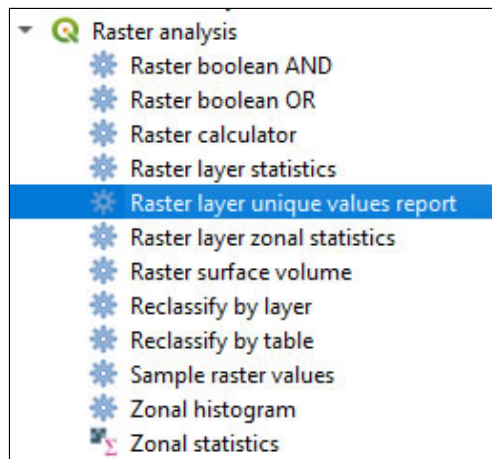 Raster analysis
Raster boolean AND
Raster boolean OR
Raster calculator
Raster layer statistics
Raster layer unique values report
Raster layer zonal statistics
Raster surface volume
Reclassify by layer
Reclassify by table
Sample raster values
Zonal histogram
Zonal statistics